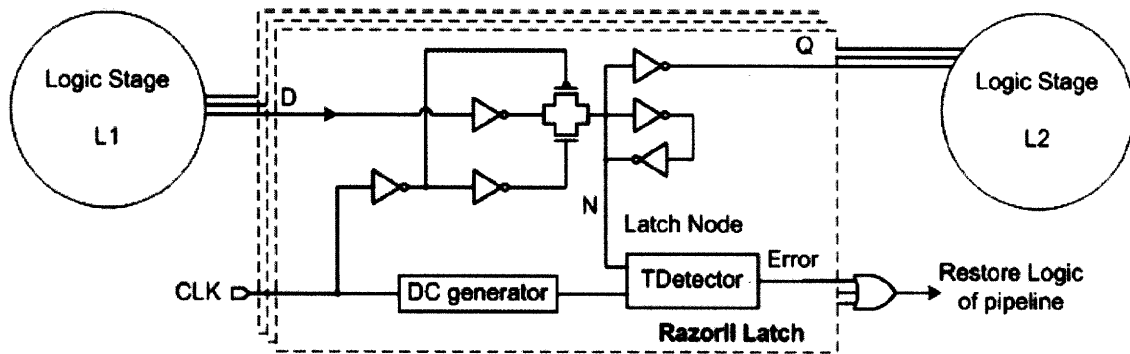 Logic Stage
L1
D
Q
Logic Stage
L2
N
Latch Node
CLK
DC generator
TDetector
Error
Restore Logic
of pipeline
RazorII Latch